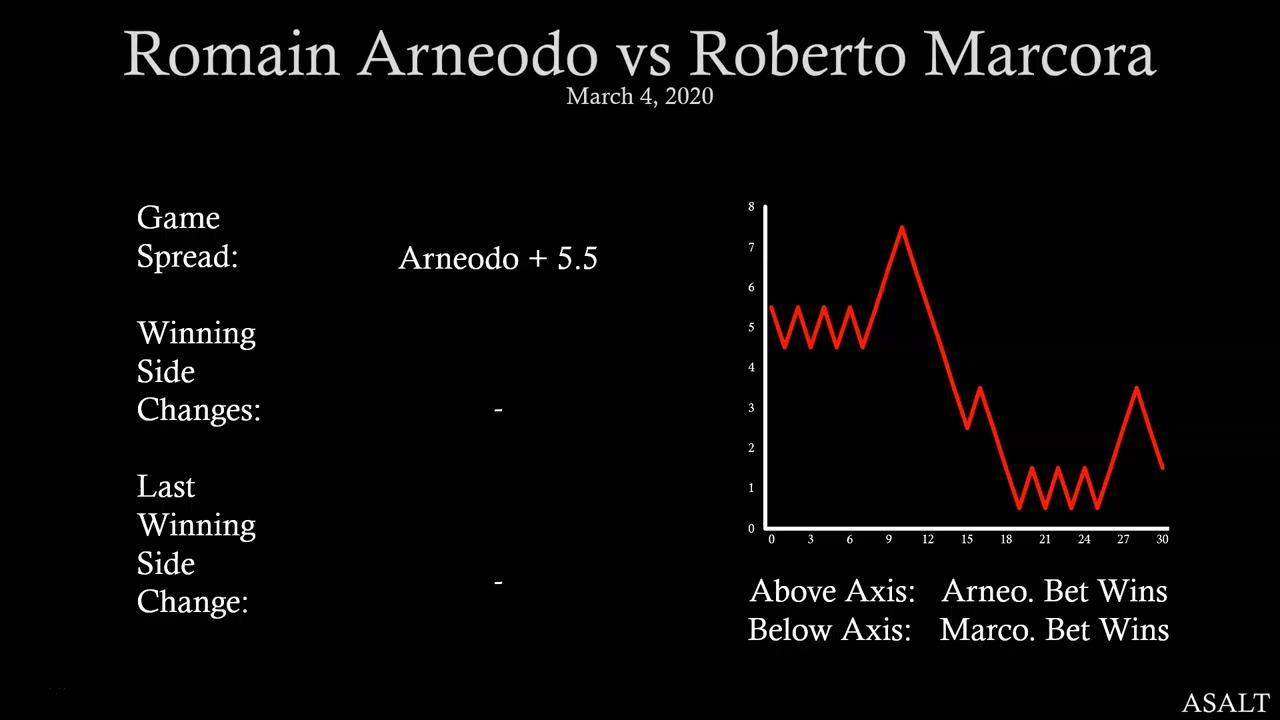 Romain Arneodo vs Roberto Marcora
March 4, 2020
Game
Spread:
Arneodo + 5.5
Winning
Side
Changes:
-
Last
Winning
Side
Change:
-
8
7
6
5
4
3
2
1
0
0 3 6 9 12 15 18 21 24 27 30
Above Axis: Arneo. Bet Wins
Below Axis: Marco. Bet Wins
ASALT